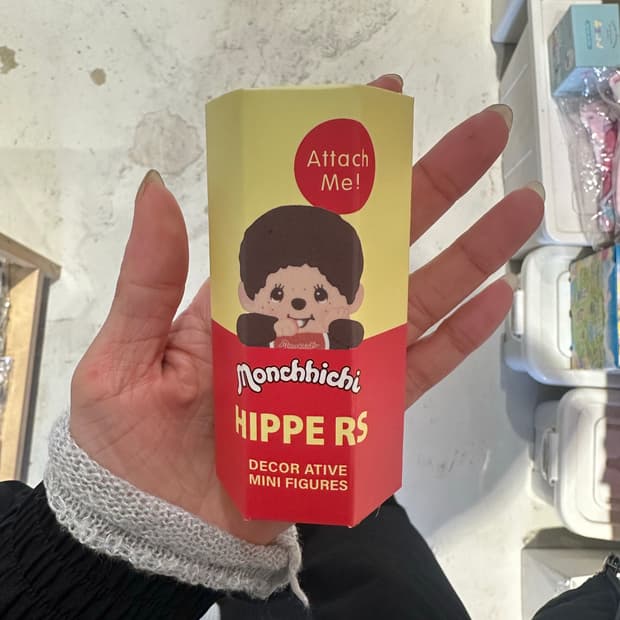 Attach
Me!
Monchhichi
HIPPE RS
DECOR ATIVE
MINI FIGURES